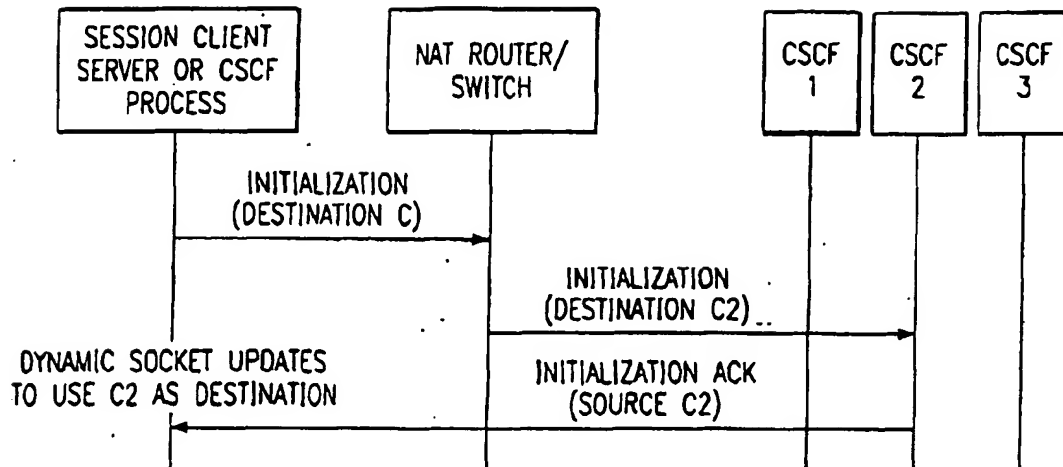 SESSION CLIENT
SERVER OR CSCF
PROCESS
NAT ROUTER/
SWITCH
CSCF
1
CSCF
2
CSCF
3
INITIALIZATION
(DESTINATION C)
INITIALIZATION
(DESTINATION C2)
DYNAMIC SOCKET UPDATES
TO USE C2 AS DESTINATION
INITIALIZATION ACK
(SOURCE C2)